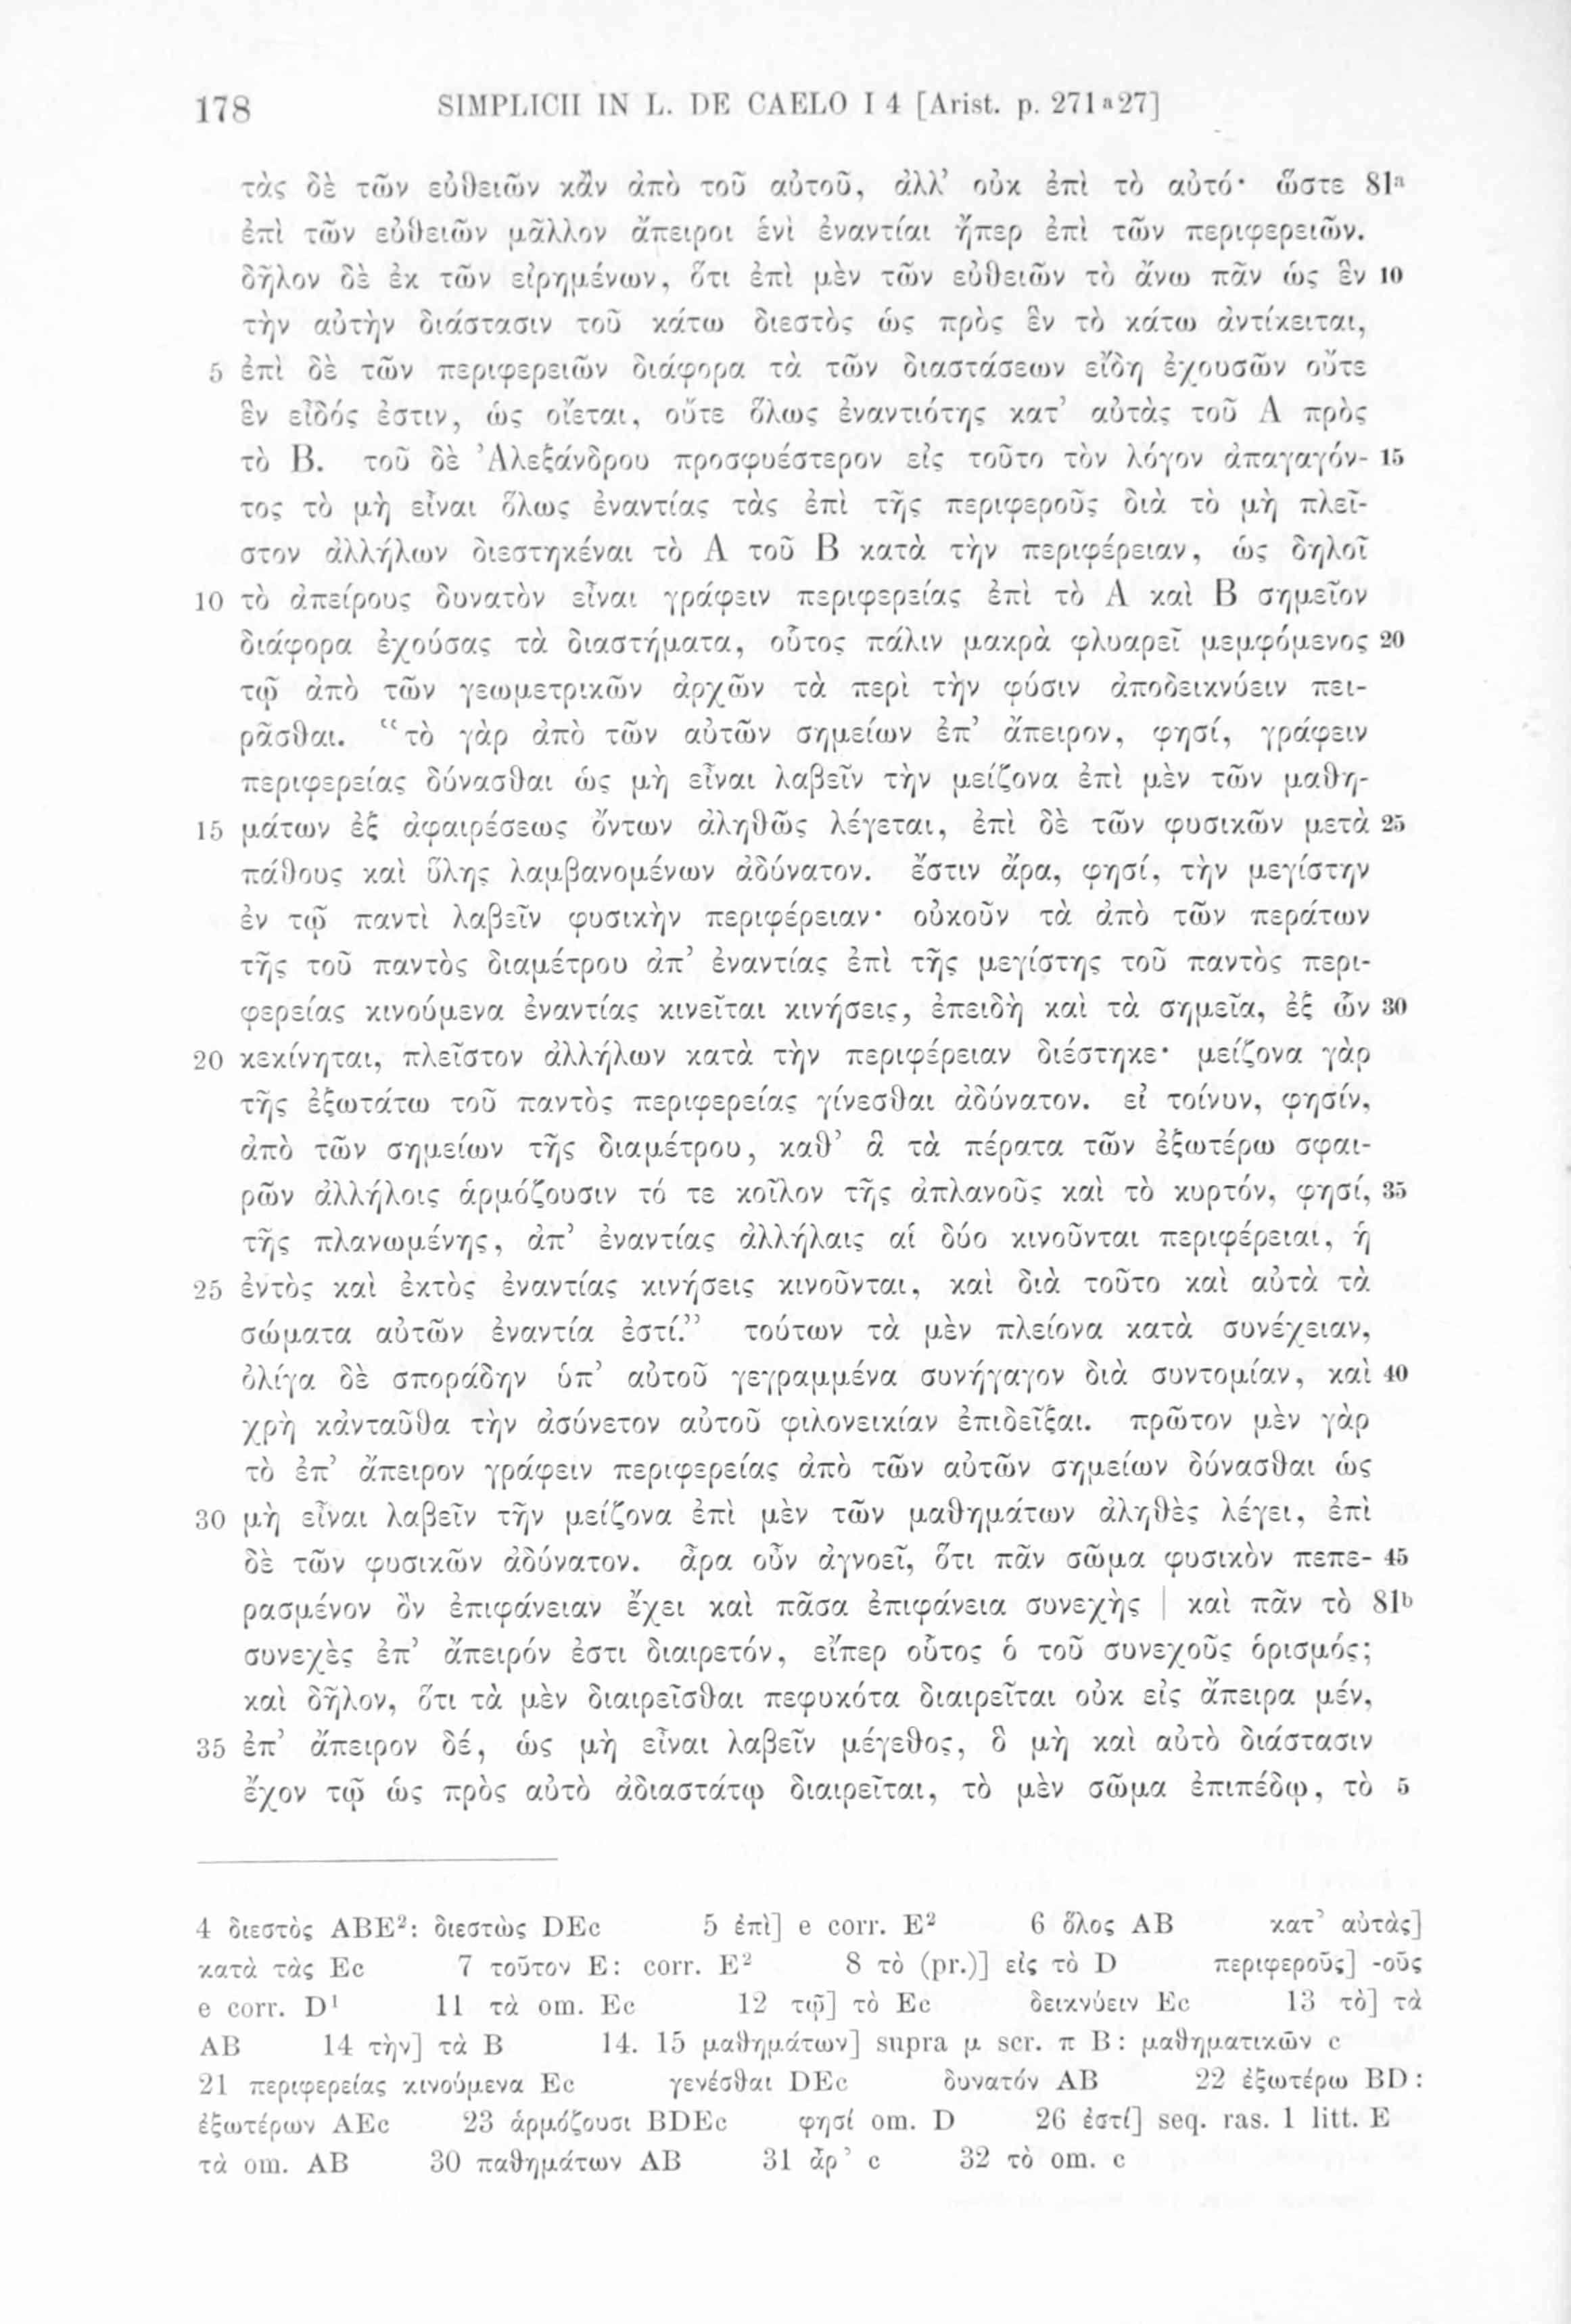 178 SIMPLICII IN L. DE CAELO I 4 [Arist. p. 271ᵃ27]
τὰς δὲ τῶν εὐθειῶν κἂν ἀπὸ τοῦ αὐτοῦ, ἀλλ’ οὐκ ἐπὶ τὸ αὐτό· ὥστε 81ᵃ
ἐπὶ τῶν εὐθειῶν μᾶλλον ἄπειροι ἑνὶ ἐναντίαι ἤπερ ἐπὶ τῶν περιφερειῶν.
δῆλον δὲ ἐκ τῶν εἰρημένων, ὅτι ἐπὶ μὲν τῶν εὐθειῶν τὸ ἄνω πᾶν ὡς ἓν 10
τὴν αὐτὴν διάστασιν τοῦ κάτω διεστὸς ὡς πρὸς ἓν τὸ κάτω ἀντίκειται,
5 ἐπὶ δὲ τῶν περιφερειῶν διάφορα τὰ τῶν διαστάσεων εἴδη ἐχουσῶν οὔτε
ἓν εἶδός ἐστιν, ὡς οἴεται, οὔτε ὅλως ἐναντιότης κατ’ αὐτὰς τοῦ Α πρὸς
τὸ Β. τοῦ δὲ Ἀλεξάνδρου προσφυέστερον εἰς τοῦτο τὸν λόγον ἀπαγαγόν- 15
τος τὸ μὴ εἶναι ὅλως ἐναντίας τὰς ἐπὶ τῆς περιφεροῦς διὰ τὸ μὴ πλεῖ-
στον ἀλλήλων διεστηκέναι τὸ Α τοῦ Β κατὰ τὴν περιφέρειαν, ὡς δηλοῖ
10 τὸ ἀπείρους δυνατὸν εἶναι γράφειν περιφερείας ἐπὶ τὸ Α καὶ Β σημεῖον
διάφορα ἐχούσας τὰ διαστήματα, οὗτος πάλιν μακρὰ φλυαρεῖ μεμφόμενος 20
τῷ ἀπὸ τῶν γεωμετρικῶν ἀρχῶν τὰ περὶ τὴν φύσιν ἀποδεικνύειν πει-
ρᾶσθαι. “τὸ γὰρ ἀπὸ τῶν αὐτῶν σημείων ἐπ’ ἄπειρον, φησί, γράφειν
περιφερείας δύνασθαι ὡς μὴ εἶναι λαβεῖν τὴν μείζονα ἐπὶ μὲν τῶν μαθη-
15 μάτων ἐξ ἀφαιρέσεως ὄντων ἀληθῶς λέγεται, ἐπὶ δὲ τῶν φυσικῶν μετὰ 25
πάθους καὶ ὕλης λαμβανομένων ἀδύνατον. ἔστιν ἄρα, φησί, τὴν μεγίστην
ἐν τῷ παντὶ λαβεῖν φυσικὴν περιφέρειαν· οὐκοῦν τὰ ἀπὸ τῶν περάτων
τῆς τοῦ παντὸς διαμέτρου ἀπ’ ἐναντίας ἐπὶ τῆς μεγίστης τοῦ παντὸς περι-
φερείας κινούμενα ἐναντίας κινεῖται κινήσεις, ἐπειδὴ καὶ τὰ σημεῖα, ἐξ ὧν 30
20 κεκίνηται, πλεῖστον ἀλλήλων κατὰ τὴν περιφέρειαν διέστηκε· μείζονα γὰρ
τῆς ἐξωτάτω τοῦ παντὸς περιφερείας γίνεσθαι ἀδύνατον. εἰ τοίνυν, φησίν,
ἀπὸ τῶν σημείων τῆς διαμέτρου, καθ’ ἃ τὰ πέρατα τῶν ἐξωτέρω σφαι-
ρῶν ἀλλήλοις ἁρμόζουσιν τό τε κοῖλον τῆς ἀπλανοῦς καὶ τὸ κυρτόν, φησί, 35
τῆς πλανωμένης, ἀπ’ ἐναντίας ἀλλήλαις αἱ δύο κινοῦνται περιφέρειαι, ἡ
25 ἐντὸς καὶ ἐκτὸς ἐναντίας κινήσεις κινοῦνται, καὶ διὰ τοῦτο καὶ αὐτὰ τὰ
σώματα αὐτῶν ἐναντία ἐστί.” τούτων τὰ μὲν πλείονα κατὰ συνέχειαν,
ὀλίγα δὲ σποράδην ὑπ’ αὐτοῦ γεγραμμένα συνήγαγον διὰ συντομίαν, καὶ 40
χρὴ κἀνταῦθα τὴν ἀσύνετον αὐτοῦ φιλονεικίαν ἐπιδεῖξαι. πρῶτον μὲν γὰρ
τὸ ἐπ’ ἄπειρον γράφειν περιφερείας ἀπὸ τῶν αὐτῶν σημείων δύνασθαι ὡς
30 μὴ εἶναι λαβεῖν τῆν μείζονα ἐπὶ μὲν τῶν μαθημάτων ἀληθὲς λέγει, ἐπὶ
δὲ τῶν φυσικῶν ἀδύνατον. ἆρα οὖν ἀγνοεῖ, ὅτι πᾶν σῶμα φυσικὸν πεπε- 45
ρασμένον ὂν ἐπιφάνειαν ἔχει καὶ πᾶσα ἐπιφάνεια συνεχὴς | καὶ πᾶν τὸ 81ᵇ
συνεχὲς ἐπ’ ἄπειρόν ἐστι διαιρετόν, εἴπερ οὗτος ὁ τοῦ συνεχοῦς ὁρισμός;
καὶ δῆλον, ὅτι τὰ μὲν διαιρεῖσθαι πεφυκότα διαιρεῖται οὐκ εἰς ἄπειρα μέν,
35 ἐπ’ ἄπειρον δέ, ὡς μὴ εἶναι λαβεῖν μέγεθος, ὃ μὴ καὶ αὐτὸ διάστασιν
ἔχον τῷ ὡς πρὸς αὐτὸ ἀδιαστάτῳ διαιρεῖται, τὸ μὲν σῶμα ἐπιπέδῳ, τὸ 5
4 διεστὸς ABE²: διεστὼς DEc 5 ἐπὶ] e corr. E² 6 ὅλος AB κατ’ αὐτὰς]
κατὰ τὰς Ec 7 τοῦτον E: corr. E² 8 τὸ (pr.)] εἰς τὸ D περιφεροῦς] -οῦς
e corr. D¹ 11 τὰ om. Ec 12 τῷ] τὸ Ec δεικνύειν Ec 13 τὸ] τὰ
AB 14 τὴν] τὰ B 14. 15 μαθημάτων] supra μ scr. π B: μαθηματικῶν c
21 περιφερείας κινούμενα Ec γενέσθαι DEc δυνατόν AB 22 ἐξωτέρω BD:
ἐξωτέρων AEc 23 ἁρμόζουσι BDEc φησί om. D 26 ἐστί] seq. ras. 1 litt. E
τὰ om. AB 30 παθημάτων AB 31 ἆρ’ c 32 τὸ om. c